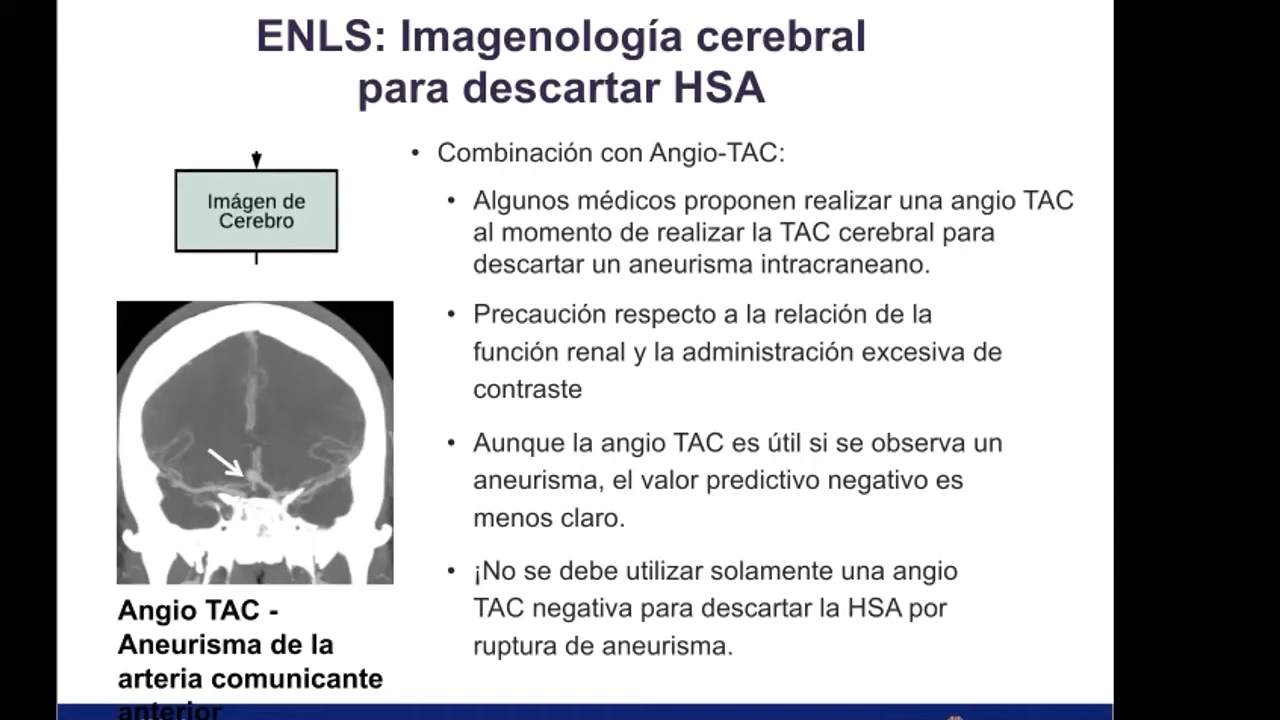 ENLS: Imagenología cerebral
para descartar HSA
Imágen de
Cerebro
• Combinación con Angio-TAC:
• Algunos médicos proponen realizar una angio TAC
al momento de realizar la TAC cerebral para
descartar un aneurisma intracraneano.
• Precaución respecto a la relación de la
función renal y la administración excesiva de
contraste
• Aunque la angio TAC es útil si se observa un
aneurisma, el valor predictivo negativo es
menos claro.
• ¡No se debe utilizar solamente una angio
TAC negativa para descartar la HSA por
ruptura de aneurisma.
Angio TAC -
Aneurisma de la
arteria comunicante
anterior